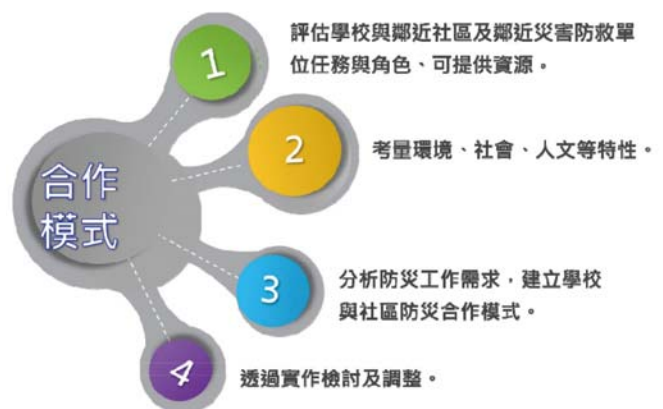 合作
模式
1
評估學校與鄰近社區及鄰近災害防救單
位任務與角色、可提供資源。
2
考量環境、社會、人文等特性。
3
分析防災工作需求，建立學校
與社區防災合作模式。
4
透過實作檢討及調整。